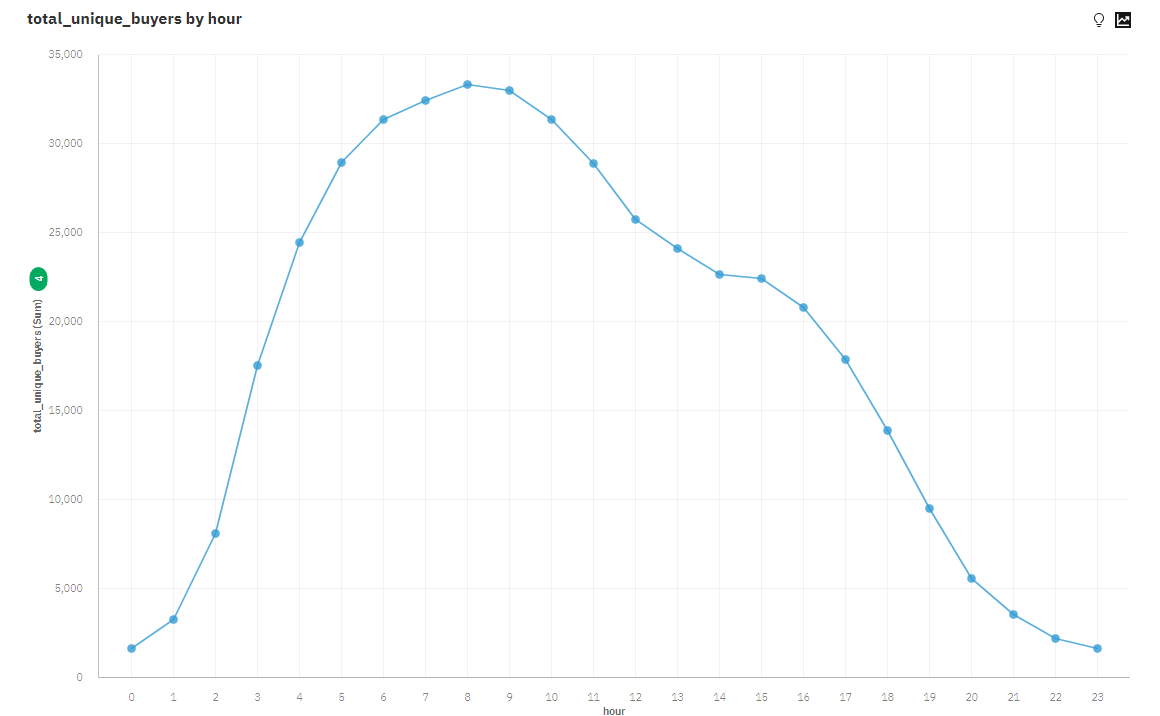 total_unique_buyers by hour
35,000
30,000
25,000
20,000
15,000
10,000
5,000
0
4
total_unique_buyers (Sum)
0 1 2 3 4 5 6 7 8 9 10 11 12 13 14 15 16 17 18 19 20 21 22 23
hour